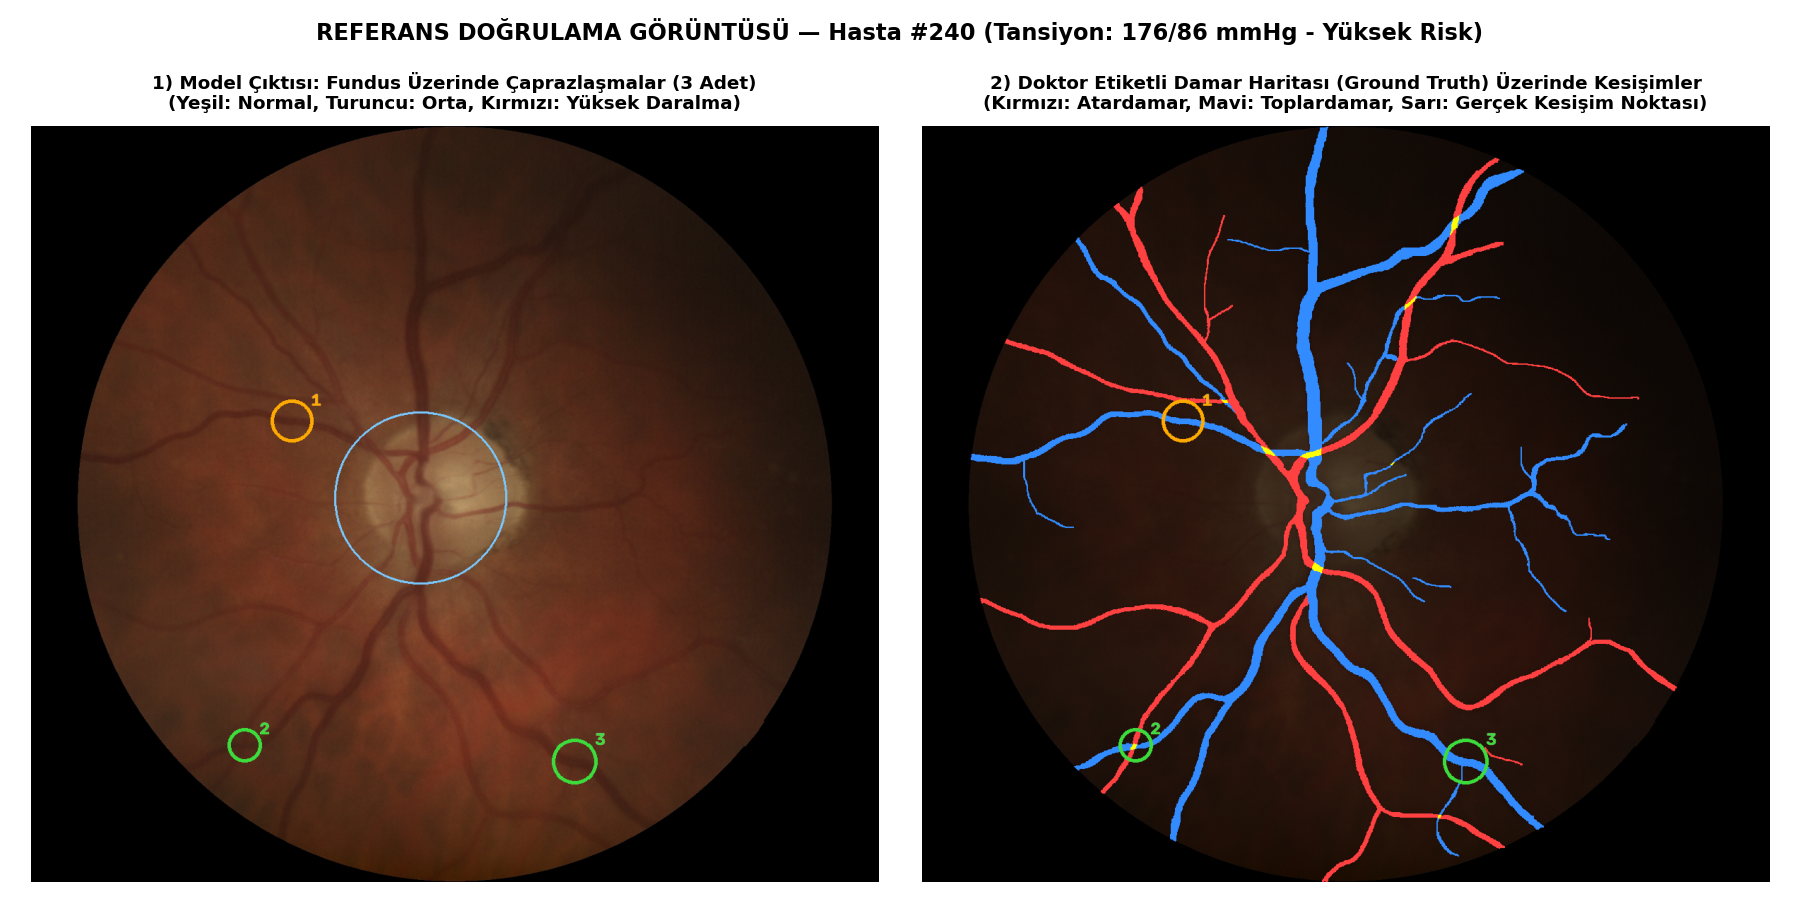 REFERANS DOĞRULAMA GÖRÜNTÜSÜ — Hasta #240 (Tansiyon: 176/86 mmHg - Yüksek Risk)
1) Model Çıktısı: Fundus Üzerinde Çaprazlaşmalar (3 Adet)
(Yeşil: Normal, Turuncu: Orta, Kırmızı: Yüksek Daralma)
2) Doktor Etiketli Damar Haritası (Ground Truth) Üzerinde Kesişimler
(Kırmızı: Atardamar, Mavi: Toplardamar, Sarı: Gerçek Kesişim Noktası)
1
2
3
1
2
3